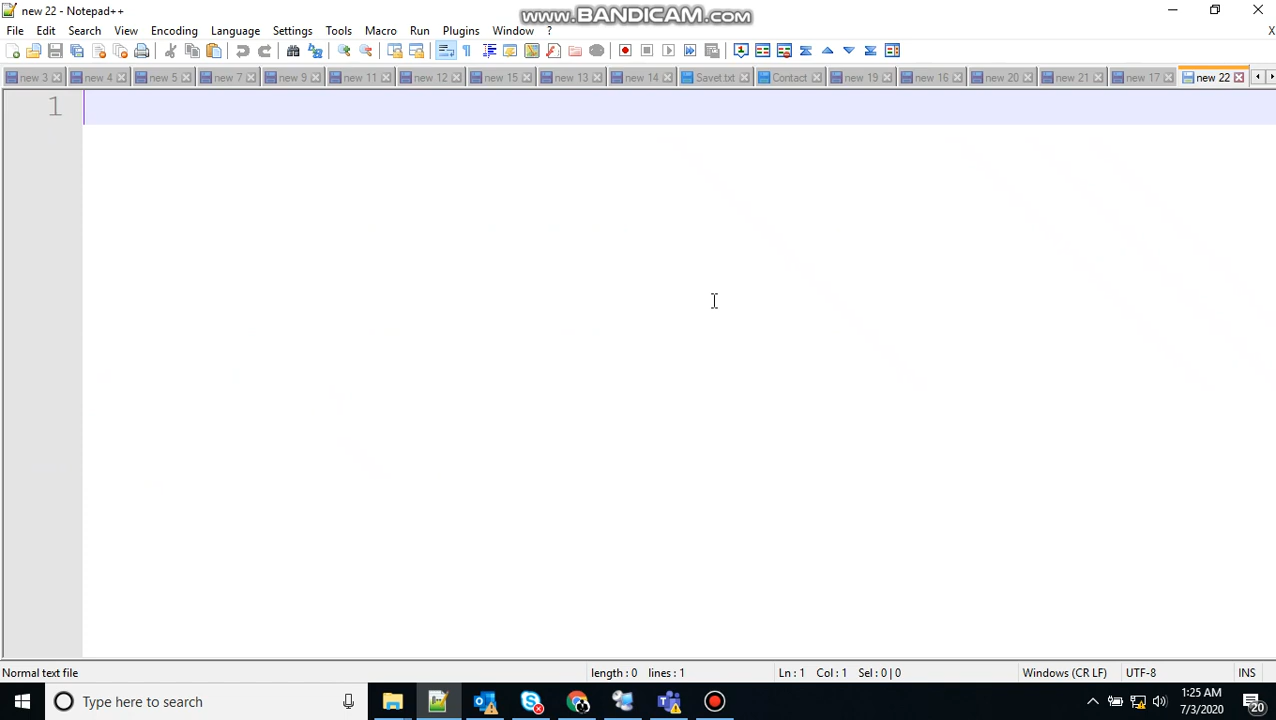 new 22 - Notepad++
www.BANDICAM.com
File Edit Search View Encoding Language Settings Tools Macro Run Plugins Window ? X
new 3 new 4 new 5 new 7 new 9 new 11 new 12 new 15 new 13 new 14 Savet.txt Contact new 19 new 16 new 20 new 21 new 17 new 22
1
Normal text file length : 0 lines : 1 Ln : 1 Col : 1 Sel : 0 | 0 Windows (CR LF) UTF-8 INS
Type here to search
1:25 AM
7/3/2020
20